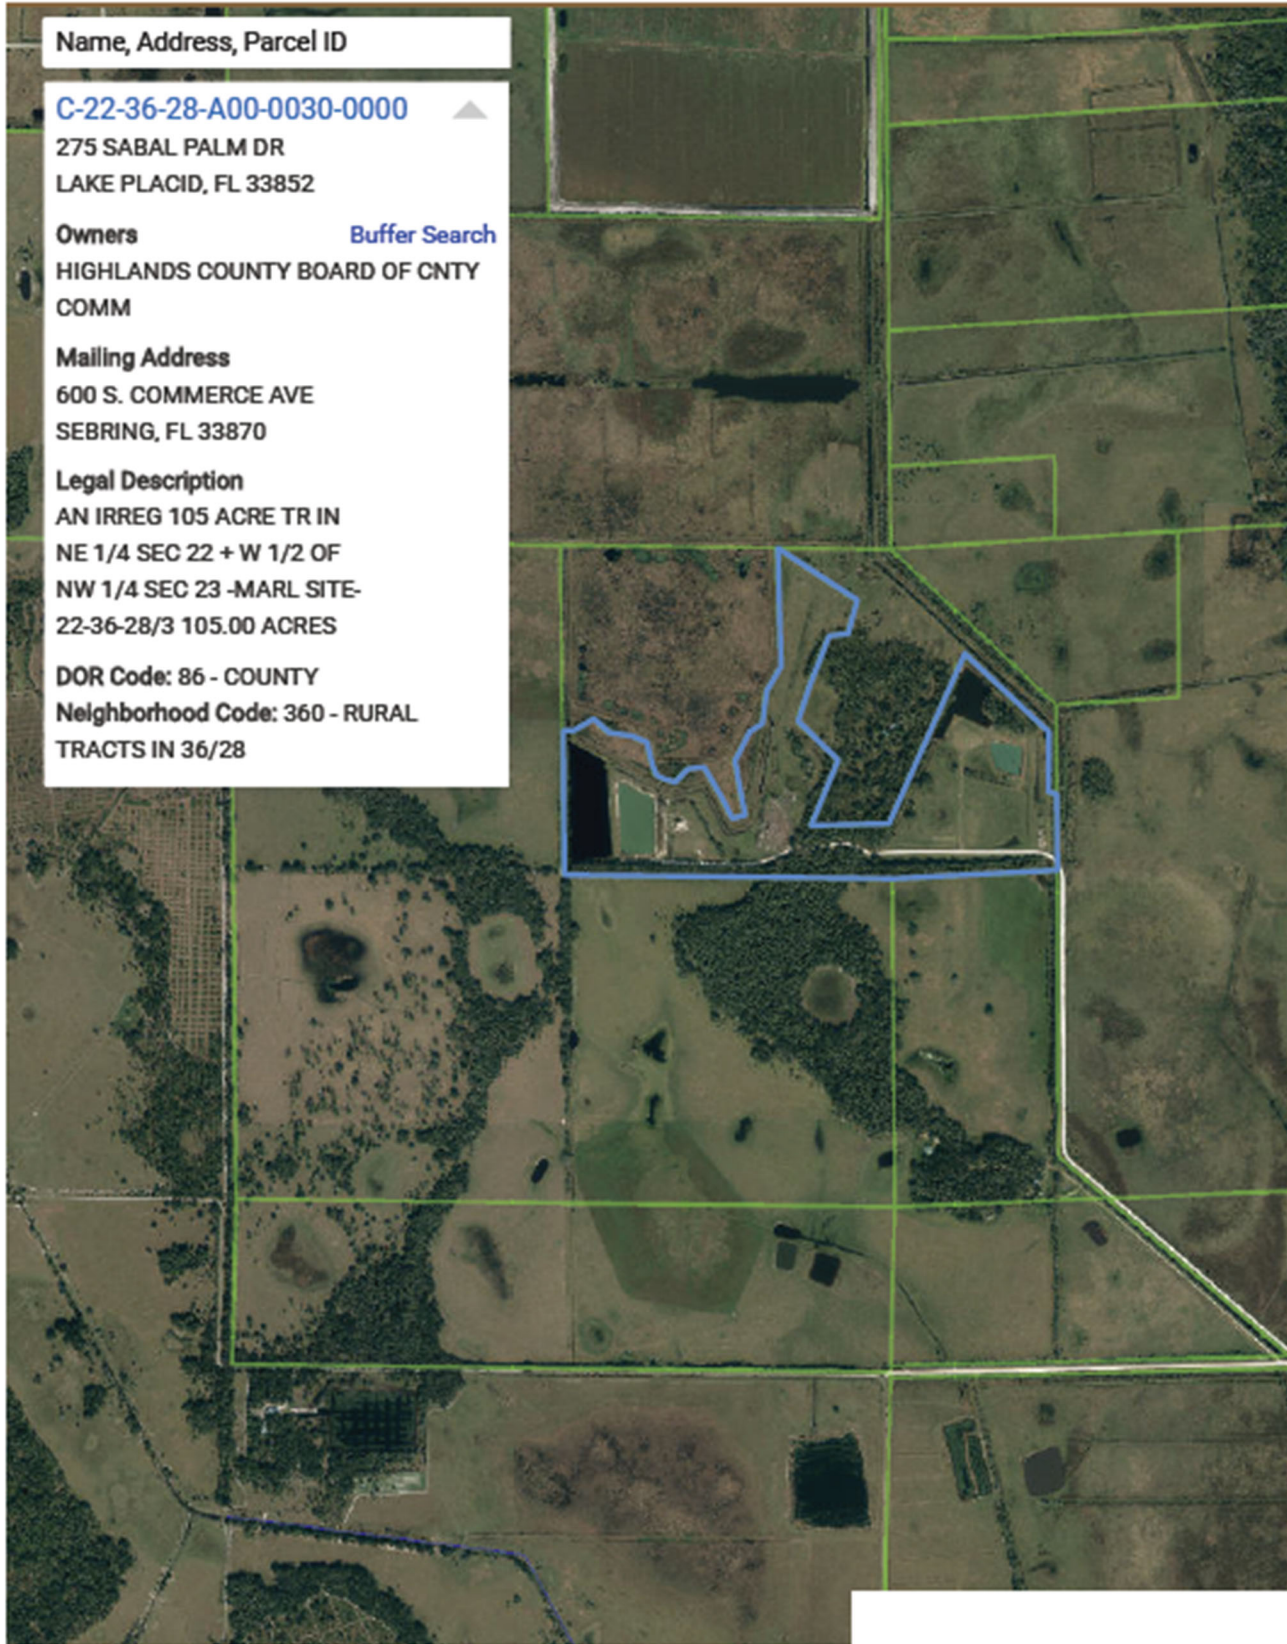 Name, Address, Parcel ID
C-22-36-28-A00-0030-0000
275 SABAL PALM DR
LAKE PLACID, FL 33852
Owners Buffer Search
HIGHLANDS COUNTY BOARD OF CNTY
COMM
Mailing Address
600 S. COMMERCE AVE
SEBRING, FL 33870
Legal Description
AN IRREG 105 ACRE TR IN
NE 1/4 SEC 22 + W 1/2 OF
NW 1/4 SEC 23 -MARL SITE-
22-36-28/3 105.00 ACRES
DOR Code: 86 - COUNTY
Neighborhood Code: 360 - RURAL
TRACTS IN 36/28